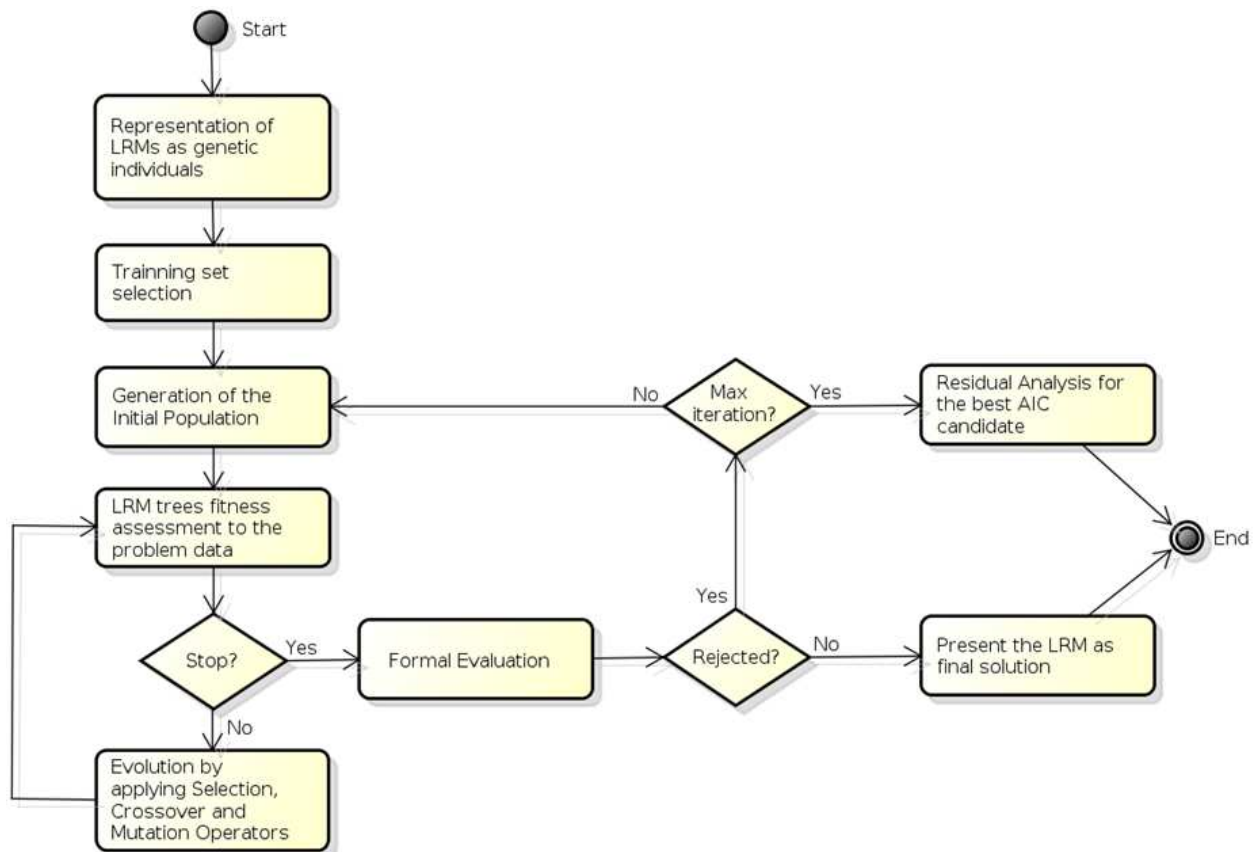 Start
Representation of
LRMs as genetic
individuals
Trainning set
selection
Generation of the
Initial Population
No
Max
iteration?
Yes
Residual Analysis for
the best AIC
candidate
LRM trees fitness
assessment to the
problem data
End
Stop?
Yes
Formal Evaluation
Yes
Rejected?
No
Present the LRM as
final solution
No
Evolution by
applying Selection,
Crossover and
Mutation Operators